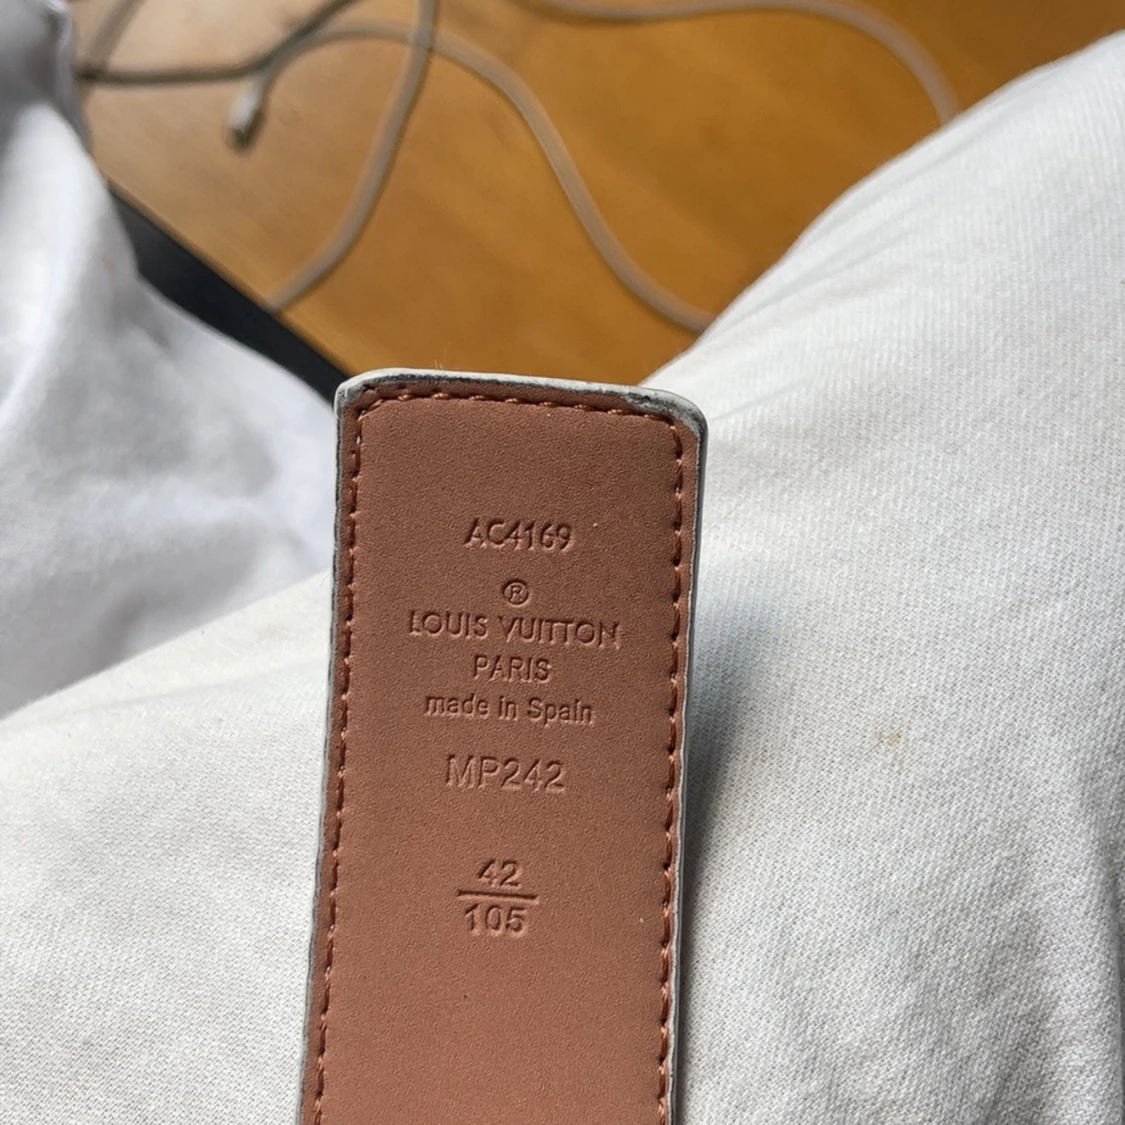 AC4169
®
LOUIS VUITTON
PARIS
made in Spain
MP242
42
105